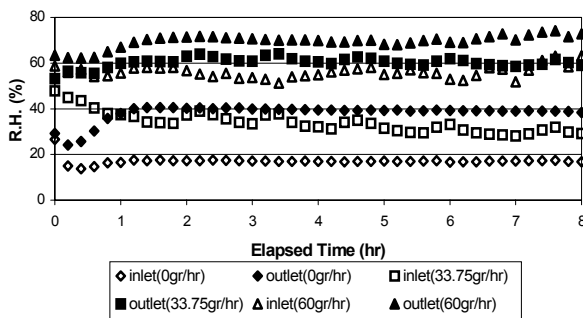 80
60
40
20
0
R.H. (%)
0 1 2 3 4 5 6 7 8
Elapsed Time (hr)
inlet(0gr/hr) outlet(0gr/hr) inlet(33.75gr/hr)
outlet(33.75gr/hr) inlet(60gr/hr) outlet(60gr/hr)